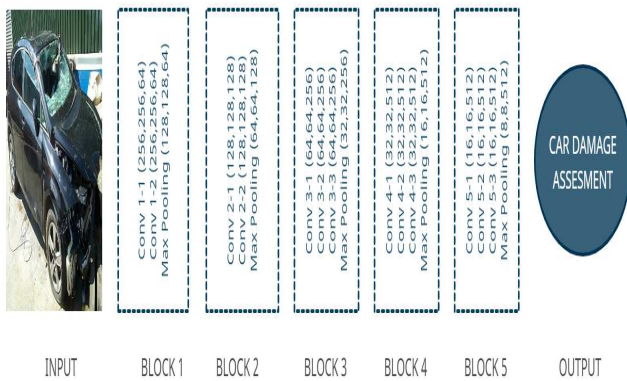 Conv 1-1 (256,256,64)
Conv 1-2 (256,256,64)
Max Pooling (128,128,64)
Conv 2-1 (128,128,128)
Conv 2-2 (128,128,128)
Max Pooling (64,64,128)
Conv 3-1 (64,64,256)
Conv 3-2 (64,64,256)
Conv 3-3 (64,64,256)
Max Pooling (32,32,256)
Conv 4-1 (32,32,512)
Conv 4-2 (32,32,512)
Conv 4-3 (32,32,512)
Max Pooling (16,16,512)
Conv 5-1 (16,16,512)
Conv 5-2 (16,16,512)
Conv 5-3 (16,16,512)
Max Pooling (8,8,512)
CAR DAMAGE
ASSESMENT
INPUT BLOCK 1 BLOCK 2 BLOCK 3 BLOCK 4 BLOCK 5 OUTPUT